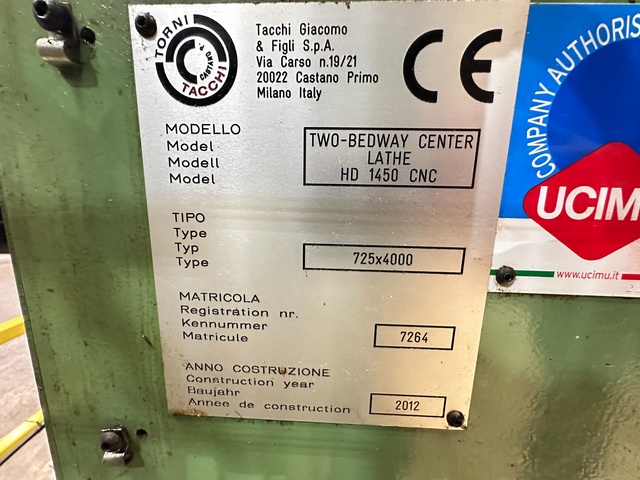 TORNI
TACCHI
Tacchi Giacomo
& Figli S.p.A.
Via Carso n.19/21
20022 Castano Primo
Milano Italy
CE
MODELLO
Model
Modell
Model
TWO-BEDWAY CENTER
LATHE
HD 1450 CNC
TIPO
Type
Typ
Type
725x4000
MATRICOLA
Registration nr.
Kennummer
Matricule
7264
ANNO COSTRUZIONE
Construction year
Baujahr
Année de construction
2012
COMPANY AUTHORIS
UCIM
www.ucimu.it